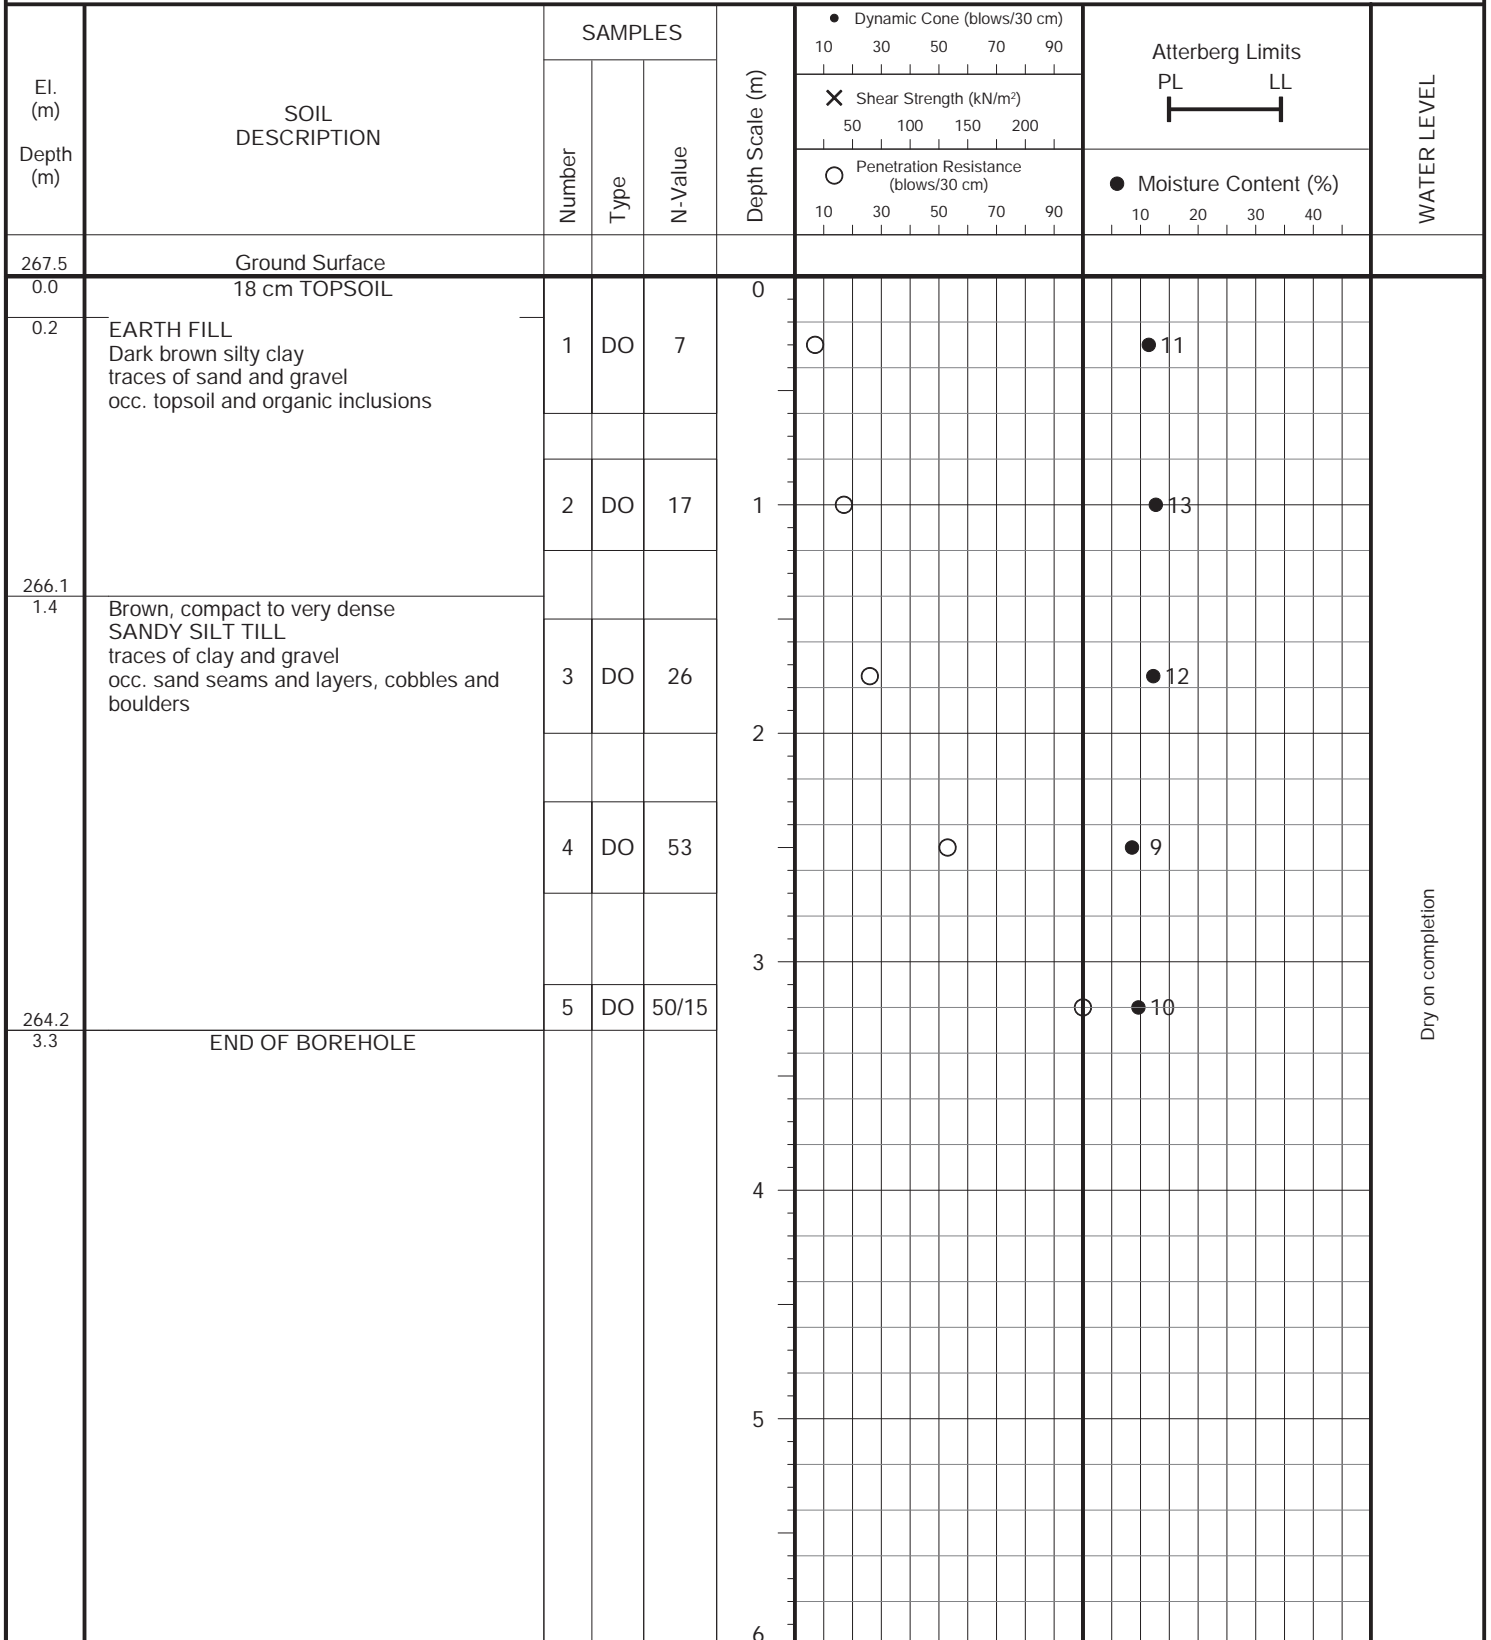 El.
(m)
Depth
(m)
SOIL
DESCRIPTION
SAMPLES
Number
Type
N-Value
Depth Scale (m)
● Dynamic Cone (blows/30 cm)
10 30 50 70 90
✕ Shear Strength (kN/m²)
50 100 150 200
○ Penetration Resistance
(blows/30 cm)
10 30 50 70 90
Atterberg Limits
PL LL
● Moisture Content (%)
10 20 30 40
WATER LEVEL
267.5 Ground Surface
0.0 18 cm TOPSOIL 0
0.2 EARTH FILL
Dark brown silty clay
traces of sand and gravel
occ. topsoil and organic inclusions
1 DO 7 11
2 DO 17 1 13
266.1
1.4 Brown, compact to very dense
SANDY SILT TILL
traces of clay and gravel
occ. sand seams and layers, cobbles and
boulders
3 DO 26 12
2
4 DO 53 9
3
5 DO 50/15 10
264.2
3.3 END OF BOREHOLE
4
5
6
Dry on completion